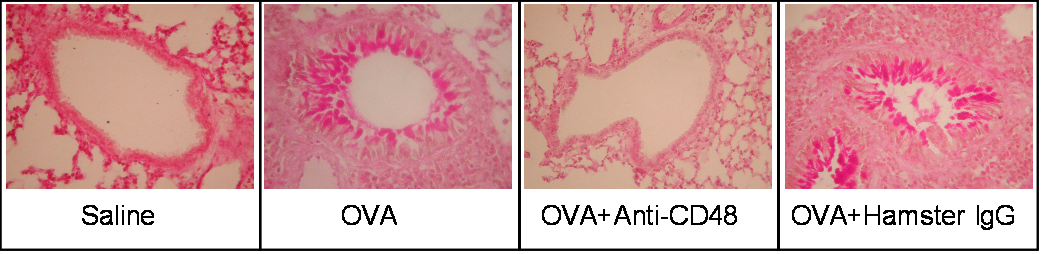 Saline
OVA
OVA+Anti-CD48
OVA+Hamster IgG